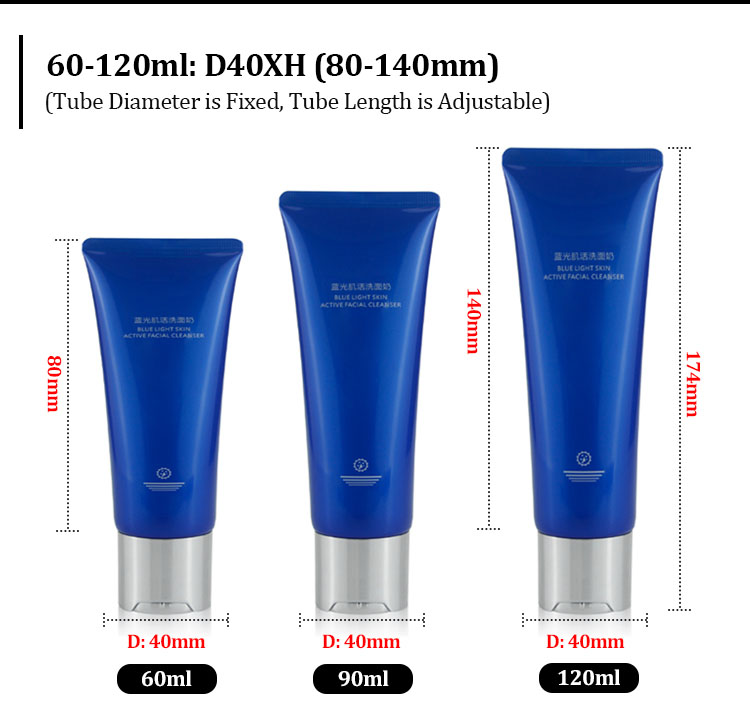 60-120ml: D40XH (80-140mm)
(Tube Diameter is Fixed, Tube Length is Adjustable)
80mm
蓝光肌活洗面奶
BLUE LIGHT SKIN
ACTIVE FACIAL CLEANSER
D: 40mm
60ml
蓝光肌活洗面奶
BLUE LIGHT SKIN
ACTIVE FACIAL CLEANSER
D: 40mm
90ml
140mm
蓝光肌活洗面奶
BLUE LIGHT SKIN
ACTIVE FACIAL CLEANSER
174mm
D: 40mm
120ml